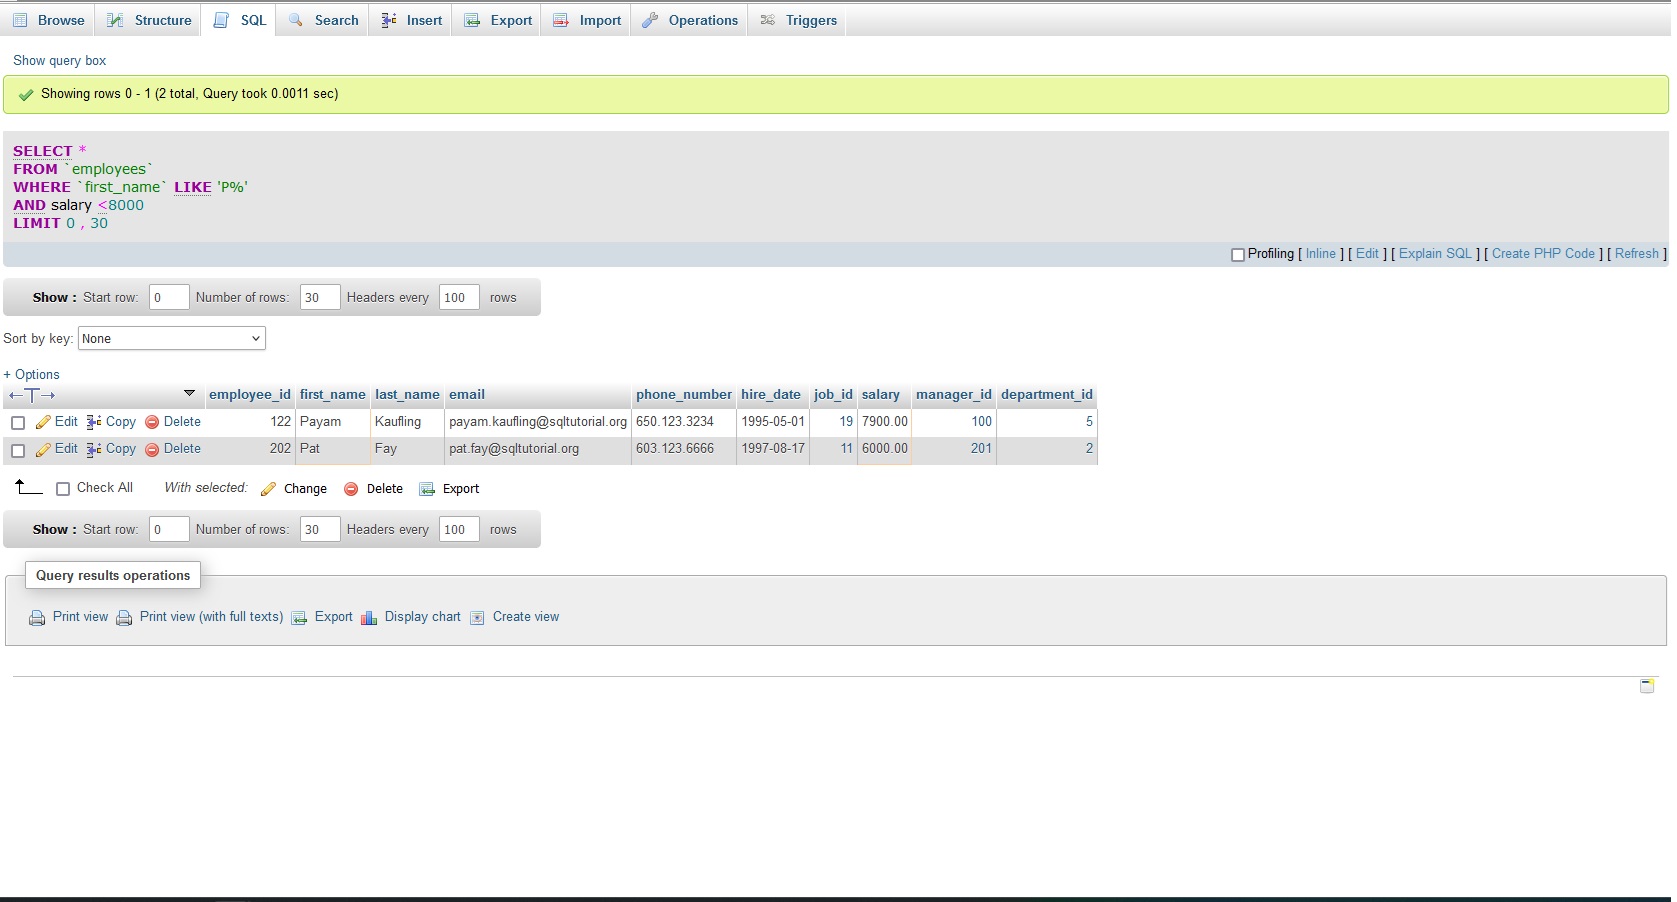 Browse Structure SQL Search Insert Export Import Operations Triggers
Show query box
Showing rows 0 - 1 (2 total, Query took 0.0011 sec)
SELECT *
FROM `employees`
WHERE `first_name` LIKE 'P%'
AND salary <8000
LIMIT 0 , 30
Profiling [ Inline ] [ Edit ] [ Explain SQL ] [ Create PHP Code ] [ Refresh ]
Show : Start row: 0 Number of rows: 30 Headers every 100 rows
Sort by key: None
+ Options
employee_id first_name last_name email phone_number hire_date job_id salary manager_id department_id
Edit Copy Delete 122 Payam Kaufling payam.kaufling@sqltutorial.org 650.123.3234 1995-05-01 19 7900.00 100 5
Edit Copy Delete 202 Pat Fay pat.fay@sqltutorial.org 603.123.6666 1997-08-17 11 6000.00 201 2
Check All With selected: Change Delete Export
Show : Start row: 0 Number of rows: 30 Headers every 100 rows
Query results operations
Print view Print view (with full texts) Export Display chart Create view